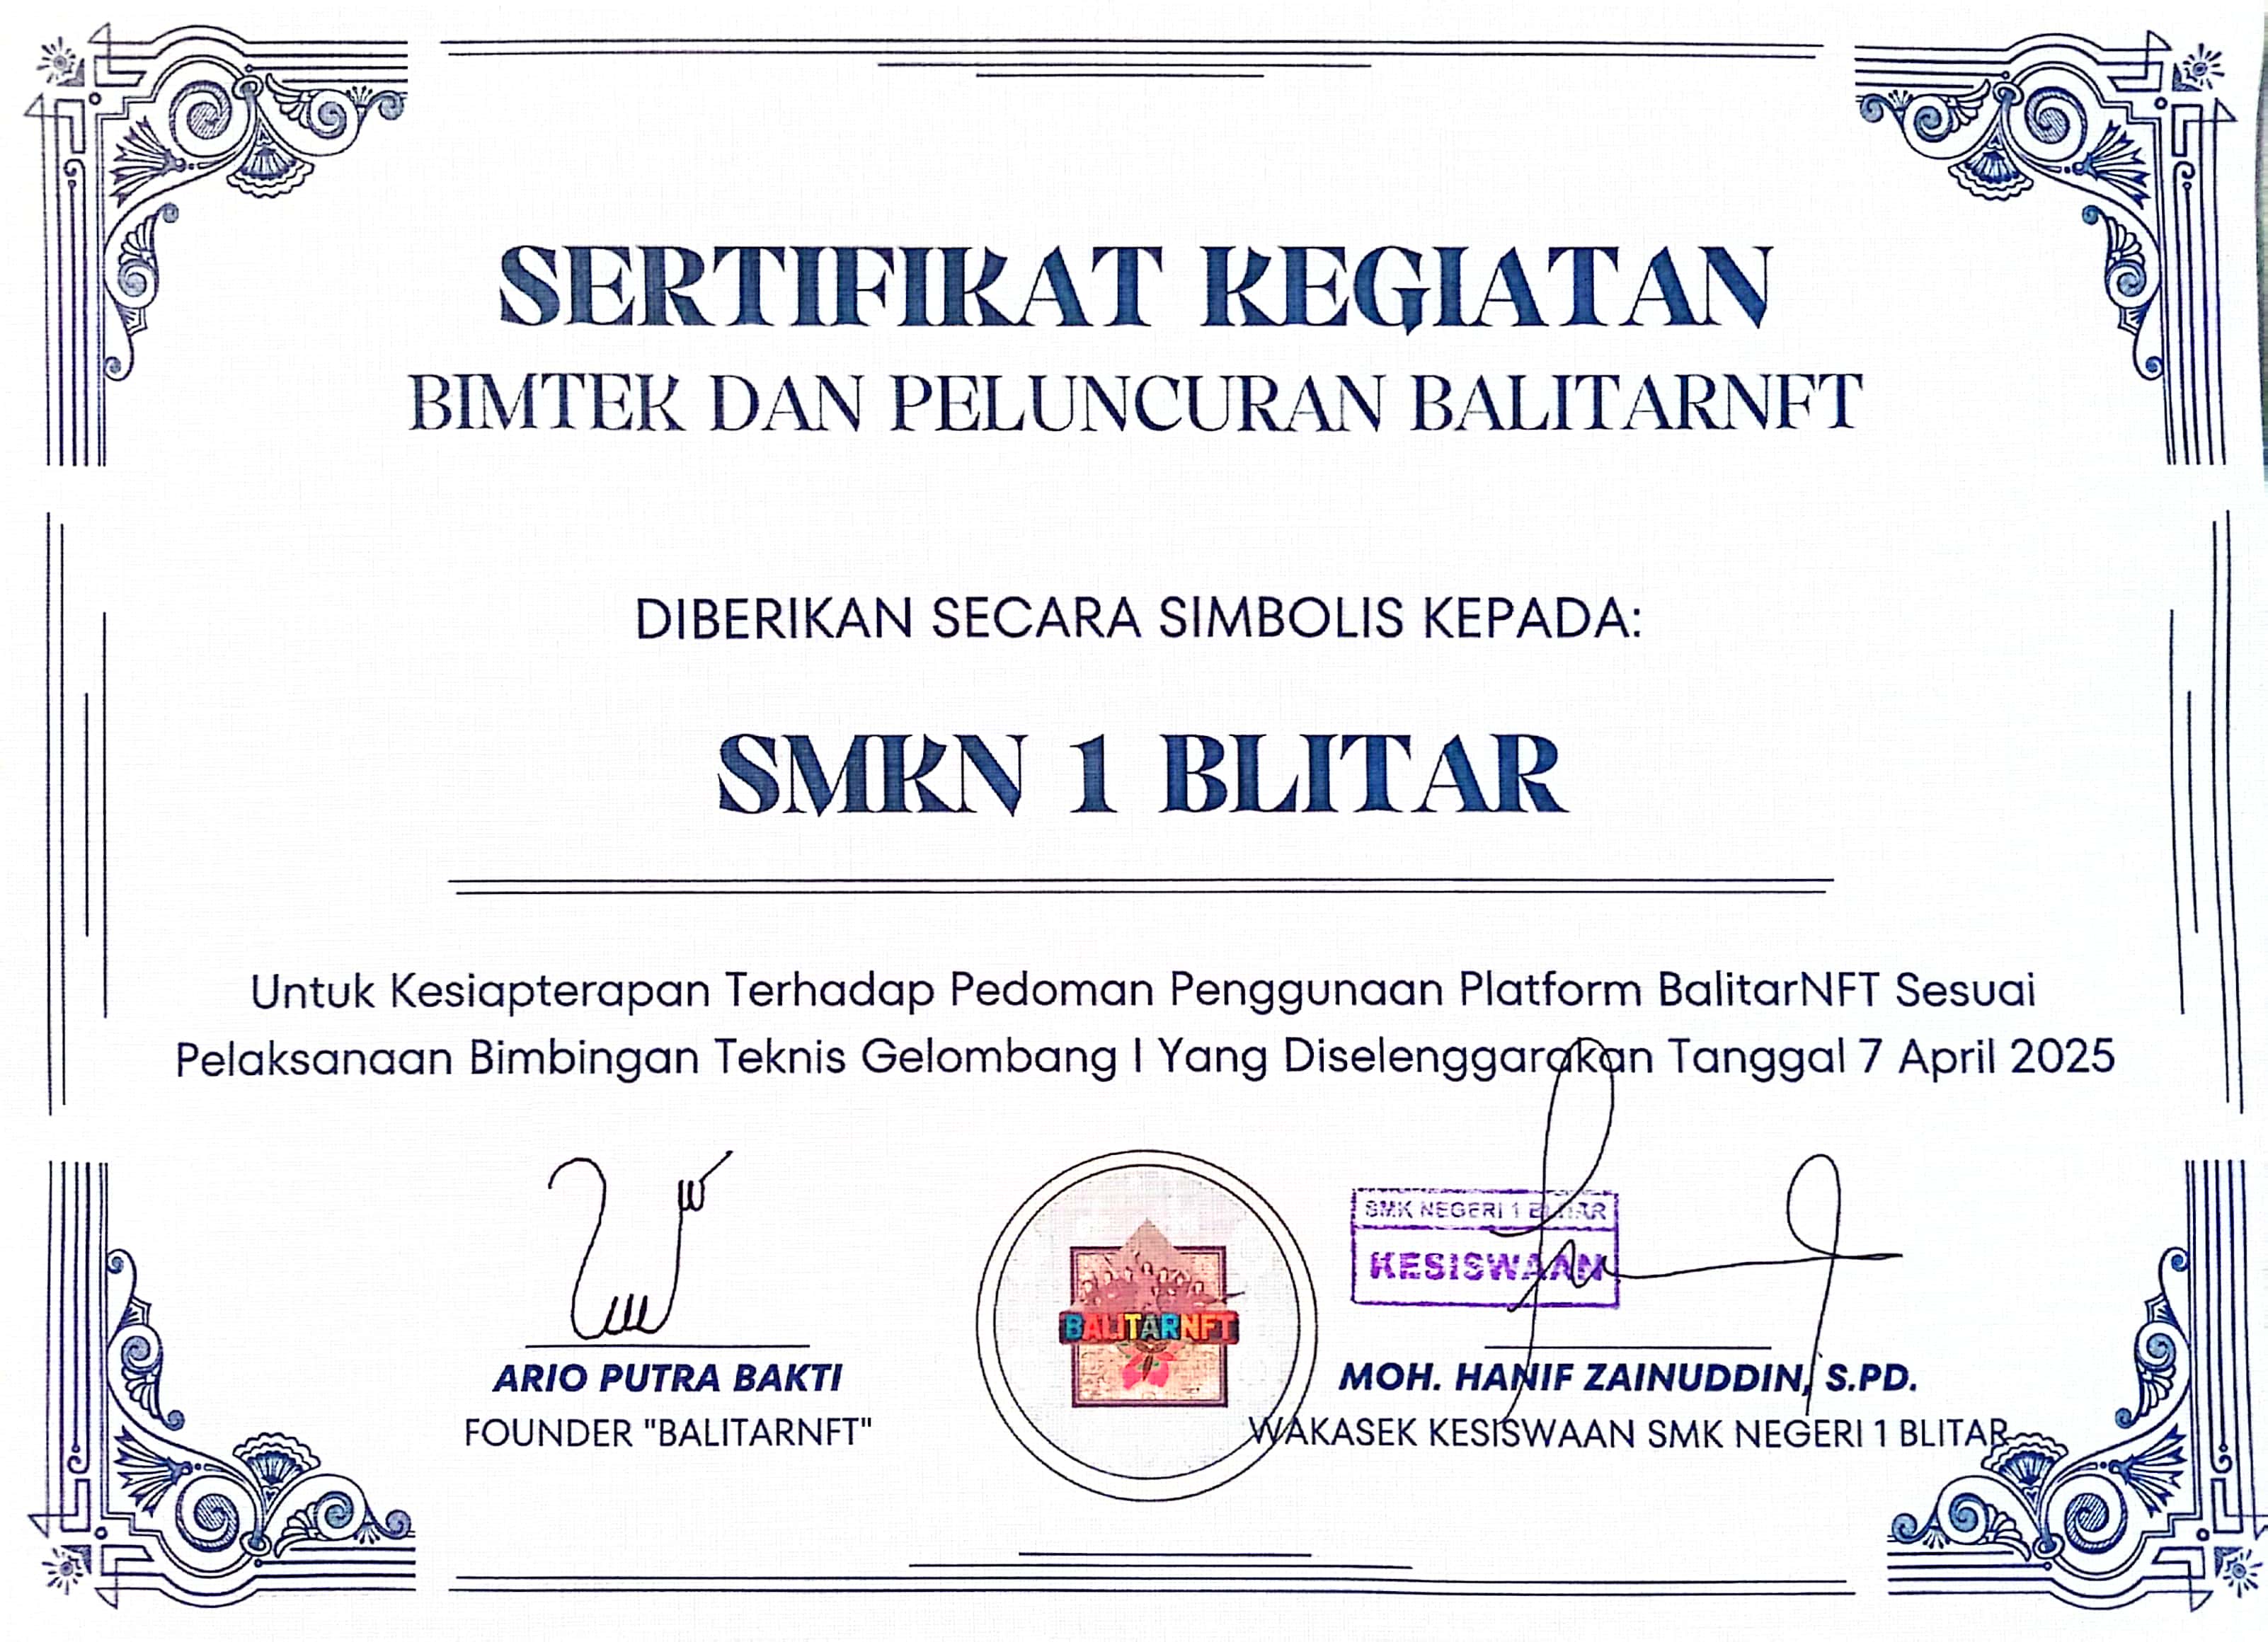 SERTIFIKAT KEGIATAN
BIMTEK DAN PELUNCURAN BALITARNFT
DIBERIKAN SECARA SIMBOLIS KEPADA:
SMKN 1 BLITAR
Untuk Kesiapterapan Terhadap Pedoman Penggunaan Platform BalitarNFT Sesuai
Pelaksanaan Bimbingan Teknis Gelombang I Yang Diselenggarakan Tanggal 7 April 2025
SMK NEGERI 1 BLITAR
KESISWAAN
BALITARNFT
ARIO PUTRA BAKTI
FOUNDER "BALITARNFT"
MOH. HANIF ZAINUDDIN, S.PD.
WAKASEK KESISWAAN SMK NEGERI 1 BLITAR